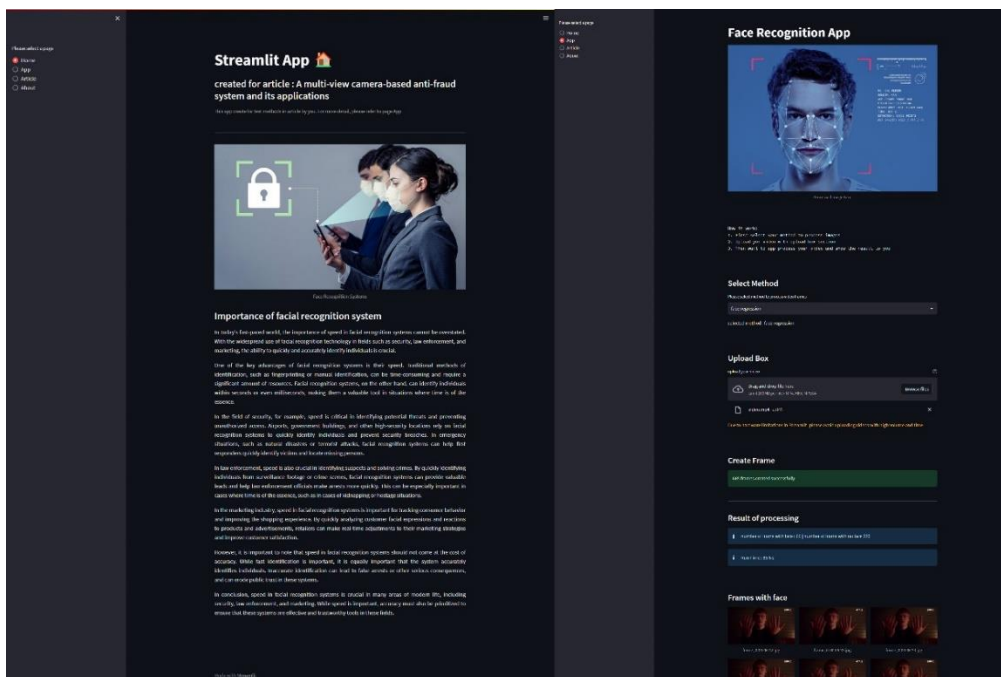 Please select a page
Home
App
Article
About
Streamlit App
created for article : A multi-view camera-based anti-fraud
system and its applications
Face Recognition Systems
Importance of facial recognition system
In today's fast-paced world, the importance of speed in facial recognition systems cannot be overstated.
With the widespread use of facial recognition technology in fields such as security, law enforcement, and
marketing, the ability to quickly and accurately identify individuals is crucial.
One of the key advantages of facial recognition systems is their speed. Traditional methods of
identification, such as fingerprinting or manual identification, can be time-consuming and require a
significant amount of resources. Facial recognition systems, on the other hand, can identify individuals
within seconds or even milliseconds, making them a valuable tool in situations where time is of the
essence.
In the field of security, for example, speed is critical in identifying potential threats and preventing
unauthorized access. Airports, government buildings, and other high-security locations rely on facial
recognition systems to quickly identify individuals and prevent security breaches. In emergency
situations, such as natural disasters or terrorist attacks, facial recognition systems can help first
responders quickly identify victims and locate missing persons.
In law enforcement, speed is also crucial in identifying suspects and solving crimes. By quickly identifying
individuals from surveillance footage or crime scenes, facial recognition systems can provide valuable
leads and help law enforcement officials make arrests more quickly. This can be especially important in
cases where time is of the essence, such as in cases of kidnapping or hostage situations.
In the marketing industry, speed in facial recognition systems is important for tracking consumer behavior
and improving the shopping experience. By quickly analyzing customer facial expressions and reactions
to products and advertisements, retailers can make real-time adjustments to their marketing strategies
and improve customer satisfaction.
However, it is important to note that speed in facial recognition systems should not come at the cost of
accuracy. While fast identification is important, it is equally important that the system accurately
identifies individuals. Inaccurate identification can lead to false arrests or other serious consequences,
and can erode public trust in these systems.
In conclusion, speed in facial recognition systems is crucial in many areas of modern life, including
security, law enforcement, and marketing. While speed is important, accuracy must also be prioritized to
ensure that these systems are effective and trustworthy tools in these fields.
Please select a page
Home
App
Article
About
Face Recognition App
Select Method
Upload Box
Browse files
Create Frame
Result of processing
Frames with face